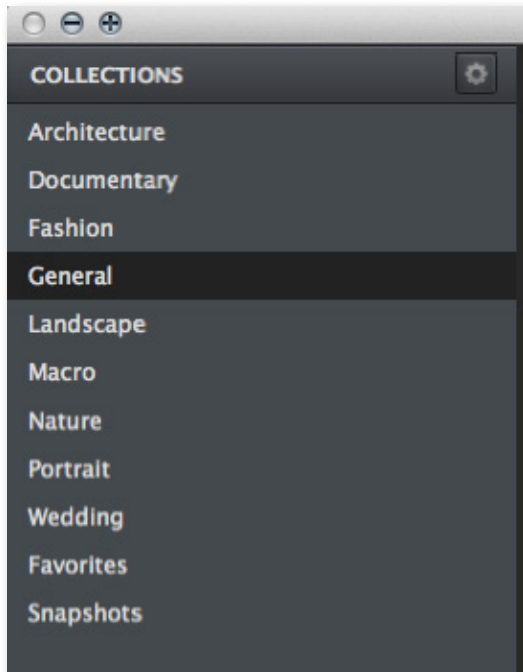 COLLECTIONS
Architecture
Documentary
Fashion
General
Landscape
Macro
Nature
Portrait
Wedding
Favorites
Snapshots